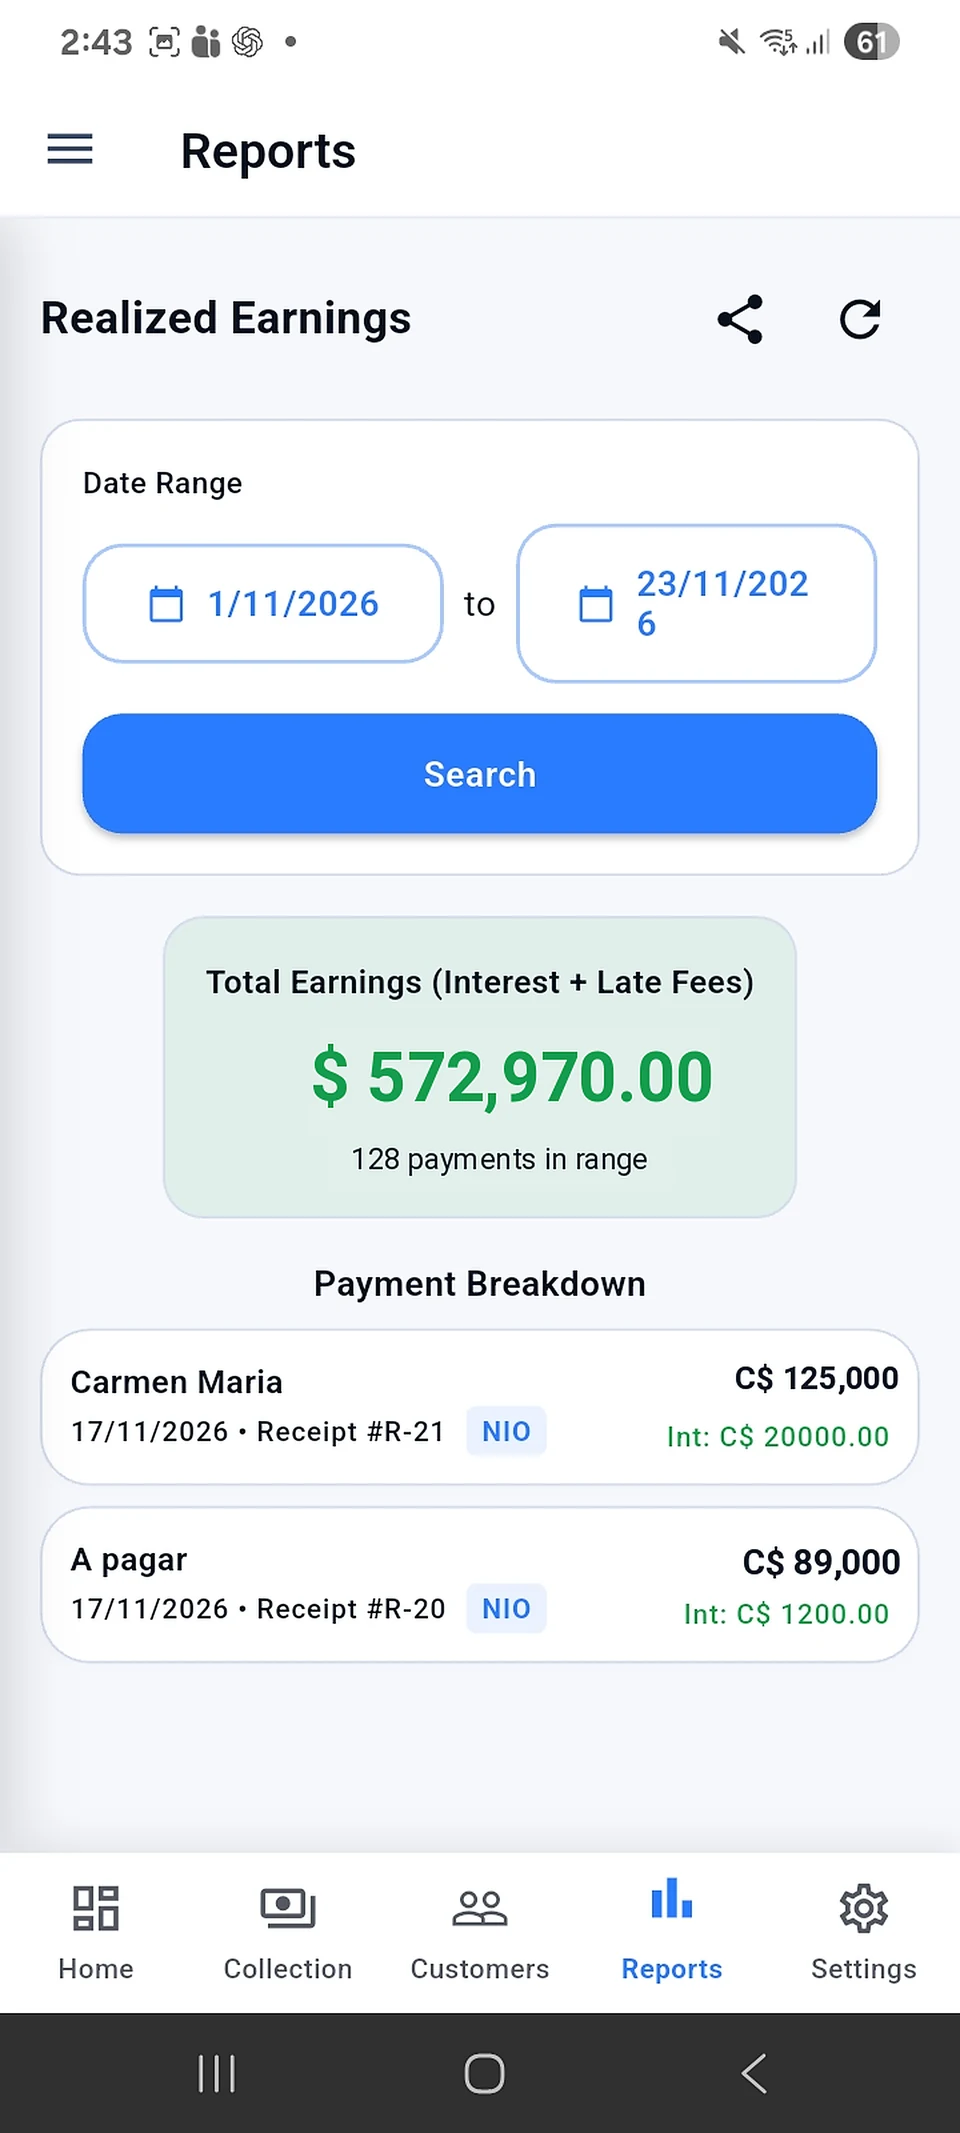 2:43
5
61
Reports
Realized Earnings
Date Range
1/11/2026
to
23/11/202
6
Search
Total Earnings (Interest + Late Fees)
$ 572,970.00
128 payments in range
Payment Breakdown
Carmen Maria
C$ 125,000
17/11/2026 • Receipt #R-21
NIO
Int: C$ 20000.00
A pagar
C$ 89,000
17/11/2026 • Receipt #R-20
NIO
Int: C$ 1200.00
Home
Collection
Customers
Reports
Settings